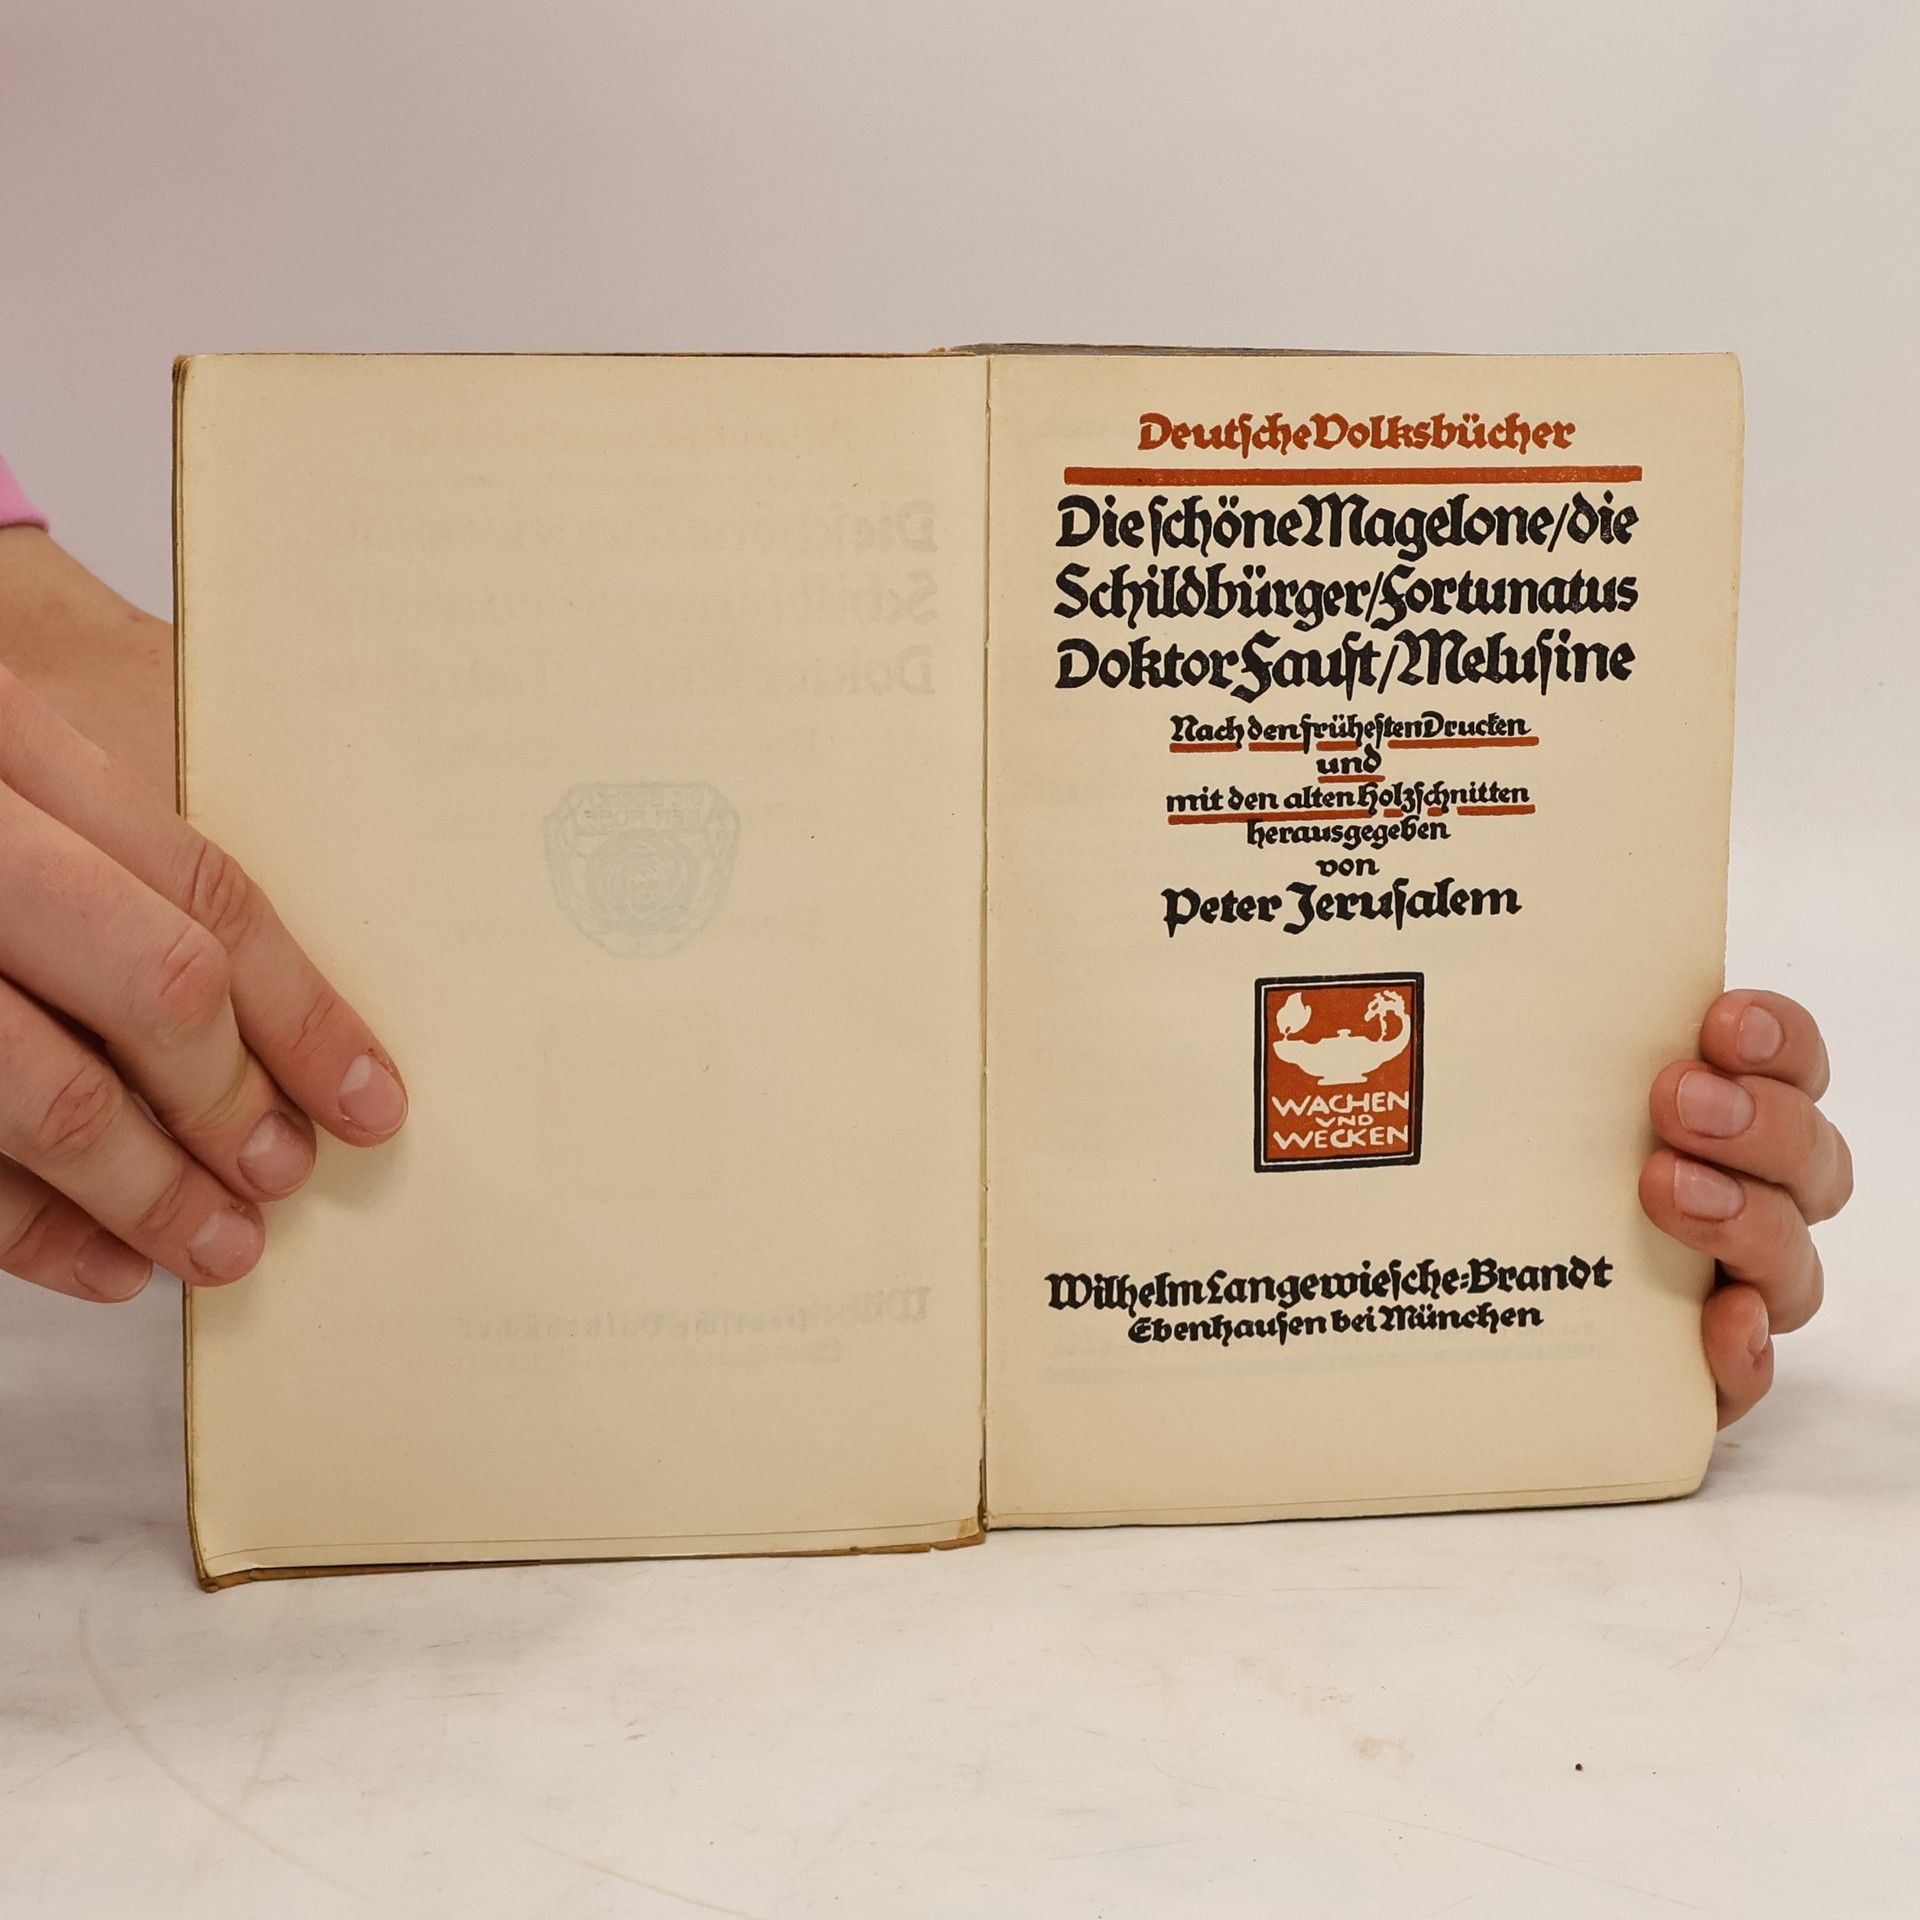 Deutſche Volksbücher
Die ſchöne Magelone/die
Schildbürger/Fortunatus
Doktor Fauſt/Meluſine
Nach den früheſten Drucken
und
mit den alten Holzſchnitten
herausgegeben
von
Peter Jeruſalem
WACHEN
VND
WECKEN
Wilhelm Langewieſche-Brandt
Ebenhauſen bei München